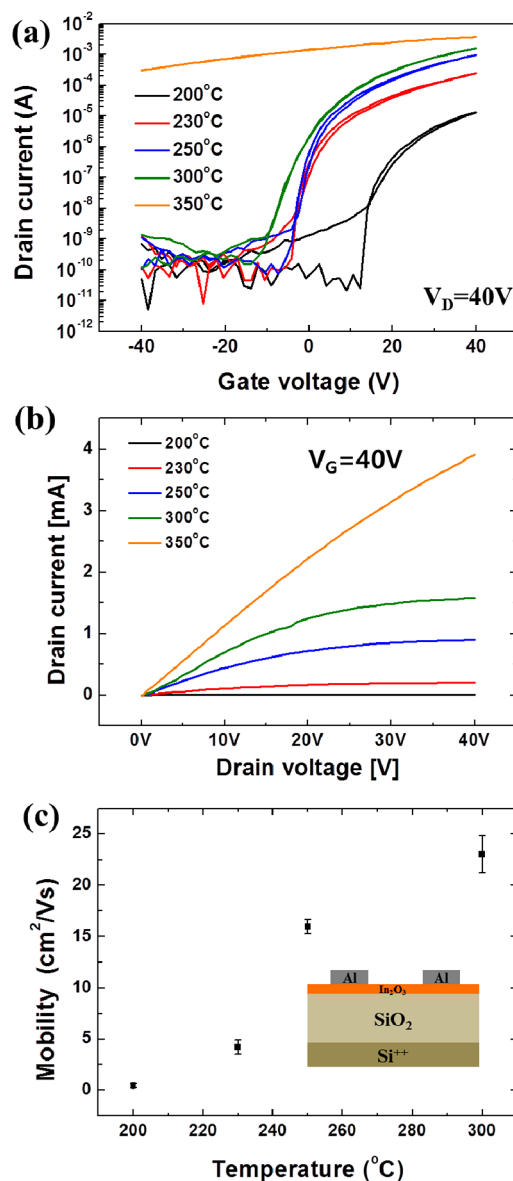 (a)
10⁻²
10⁻³
10⁻⁴
10⁻⁵
10⁻⁶
10⁻⁷
10⁻⁸
10⁻⁹
10⁻¹⁰
10⁻¹¹
10⁻¹²
Drain current (A)
200°C
230°C
250°C
300°C
350°C
V_D=40V
-40 -20 0 20 40
Gate voltage (V)
(b)
4
3
2
1
0
Drain current [mA]
200°C
230°C
250°C
300°C
350°C
V_G=40V
0V 10V 20V 30V 40V
Drain voltage [V]
(c)
25
20
15
10
5
0
Mobility (cm²/Vs)
Al Al
In₂O₃
SiO₂
Si⁺⁺
200 220 240 260 280 300
Temperature (°C)